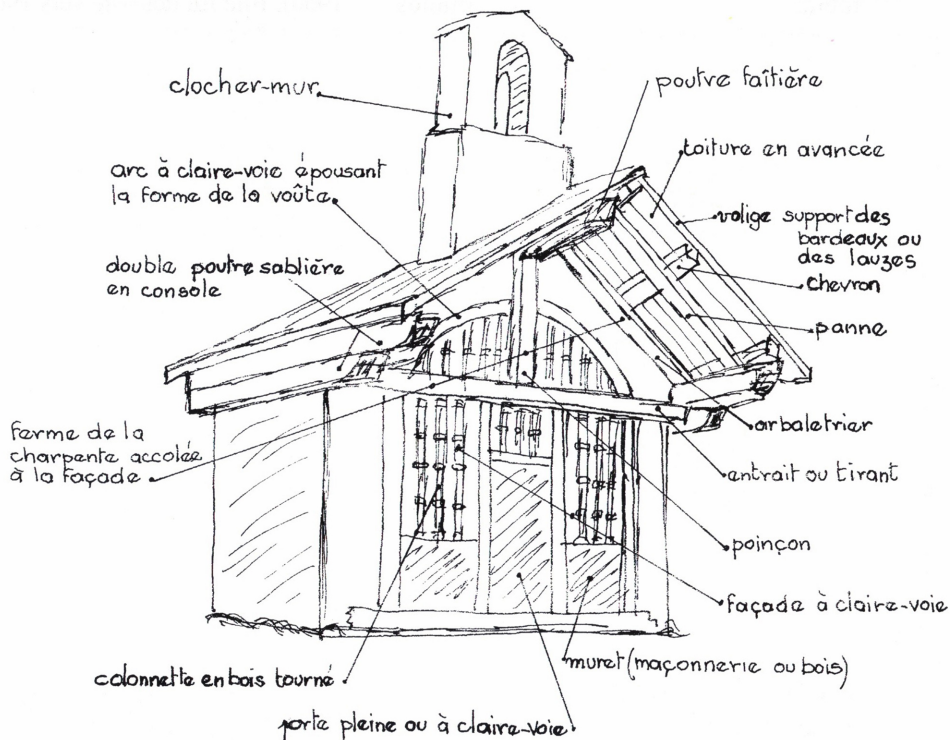 clocher-mur
poutre faîtière
toiture en avancée
arc à claire-voie épousant
la forme de la voûte
volige support des
bardeaux ou
des lauzes
double poutre sablière
en console
chevron
panne
ferme de la
charpente accolée
à la façade
arbaletrier
entrait ou tirant
poinçon
façade à claire-voie
muret (maçonnerie ou bois)
colonnette en bois tourné
porte pleine ou à claire-voie